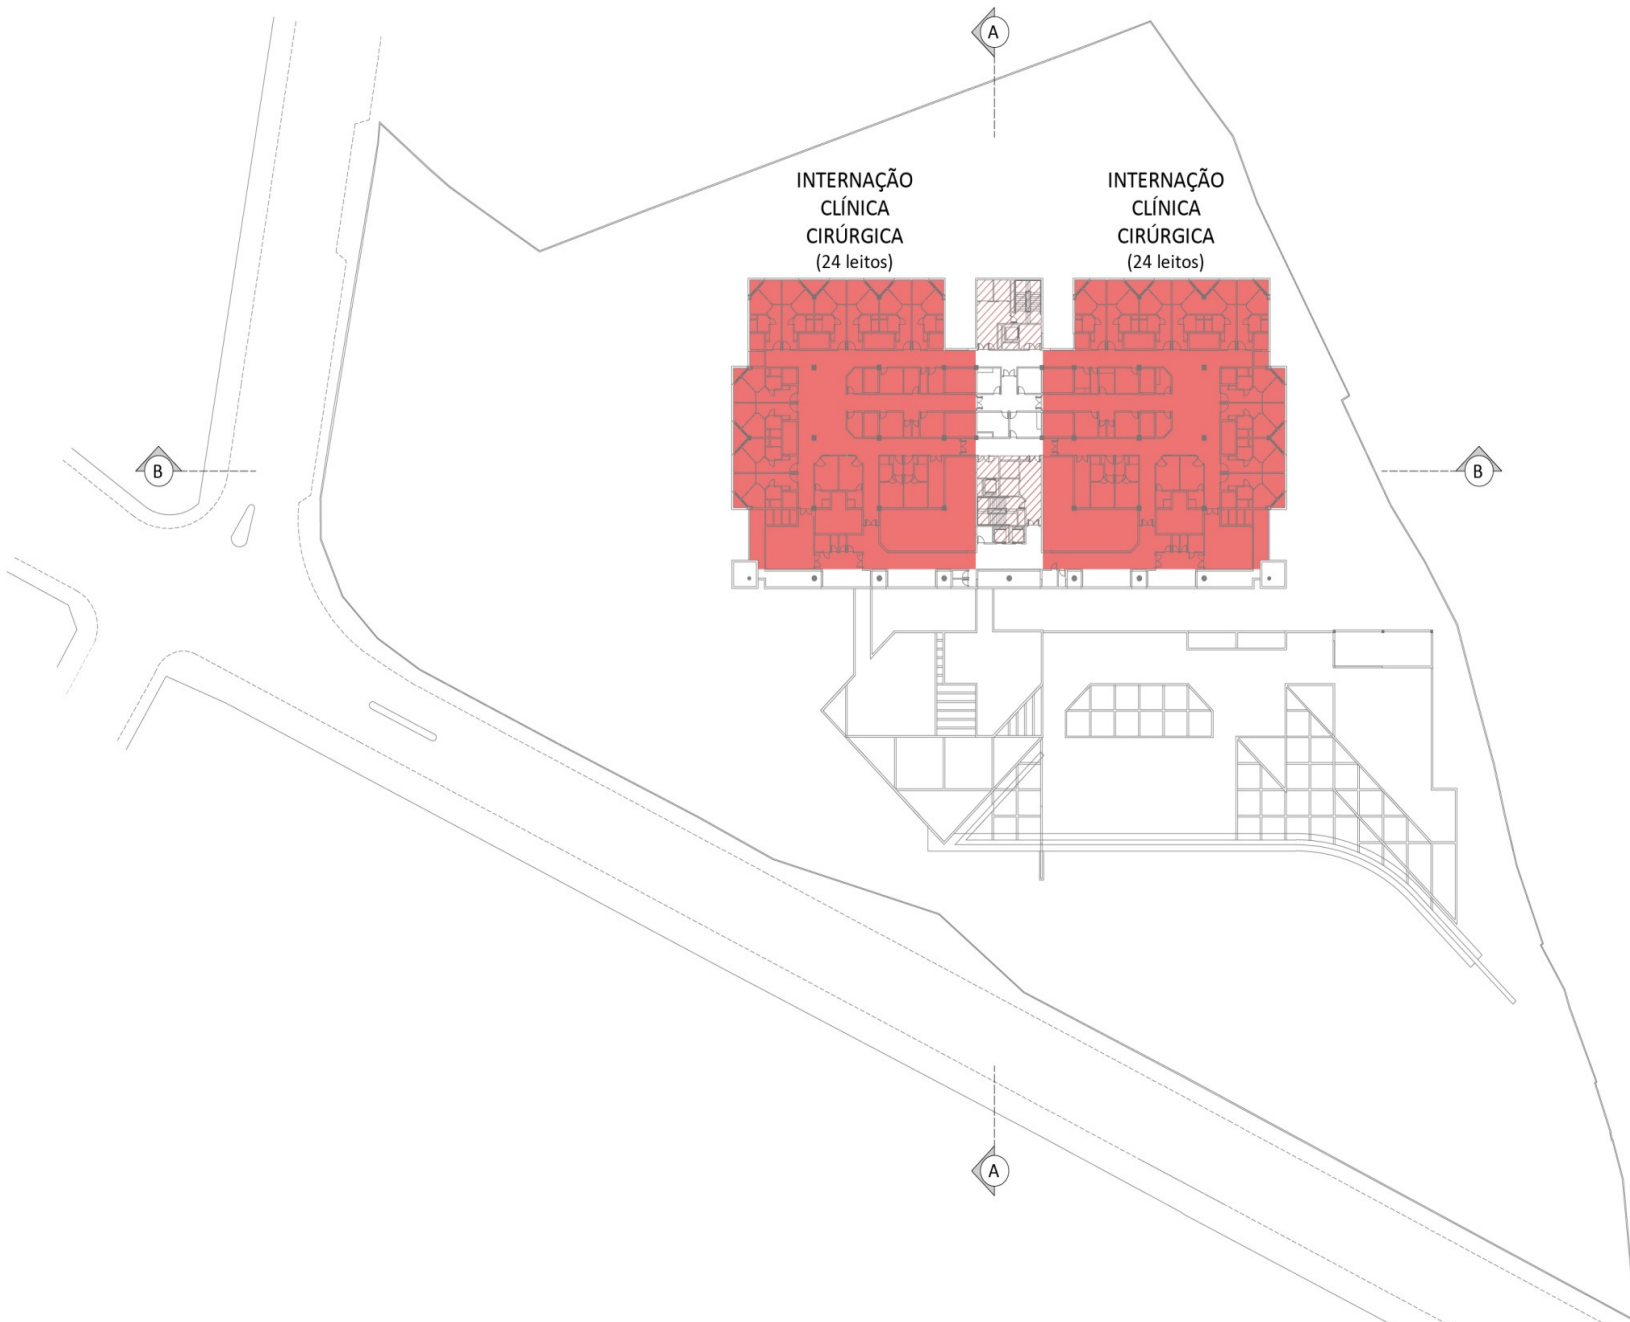 A
INTERNAÇÃO
CLÍNICA
CIRÚRGICA
(24 leitos)
INTERNAÇÃO
CLÍNICA
CIRÚRGICA
(24 leitos)
B
B
A